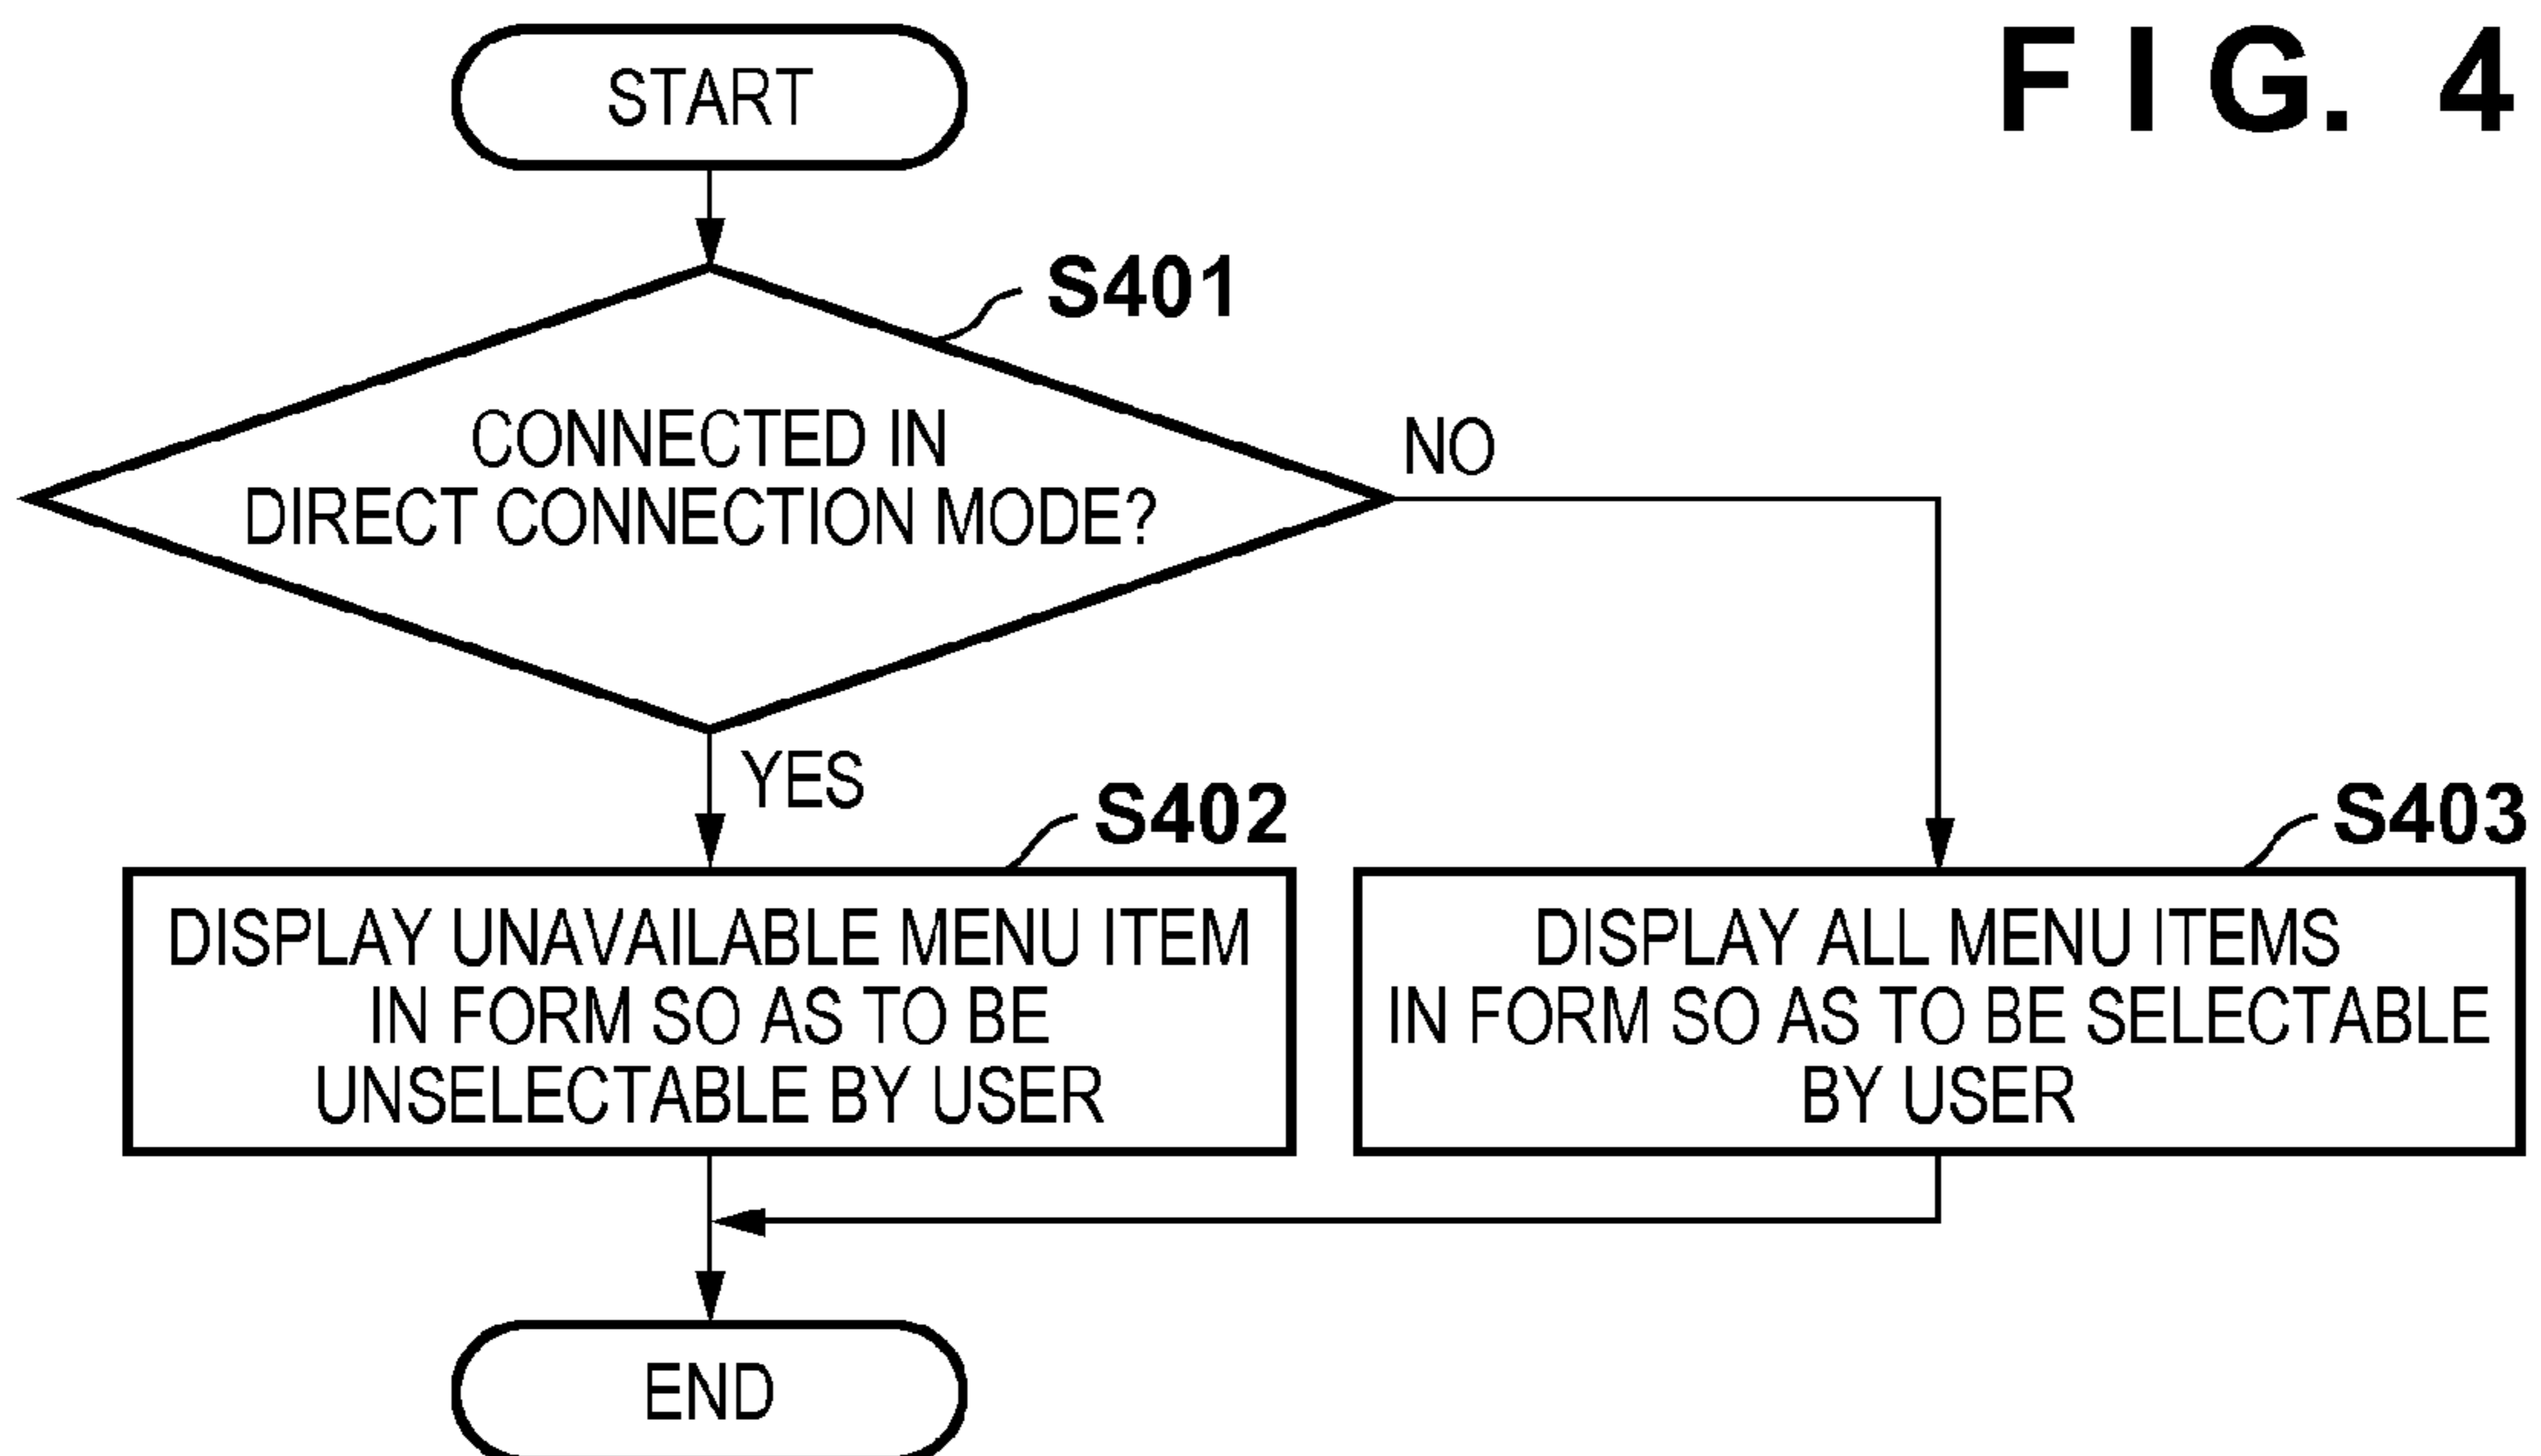 FIG. 4
START
S401
CONNECTED IN
DIRECT CONNECTION MODE?
NO
YES
S402
DISPLAY UNAVAILABLE MENU ITEM
IN FORM SO AS TO BE
UNSELECTABLE BY USER
S403
DISPLAY ALL MENU ITEMS
IN FORM SO AS TO BE SELECTABLE
BY USER
END